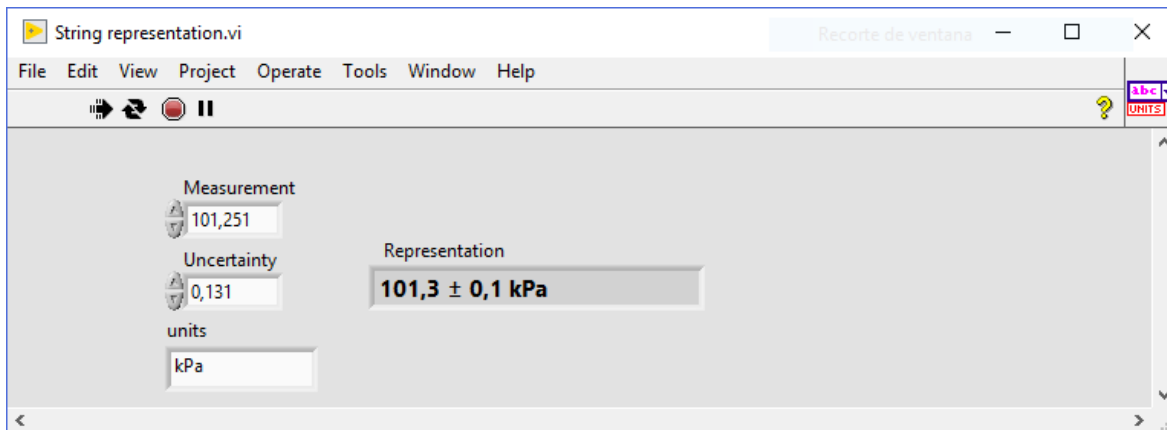 String representation.vi
Recorte de ventana
File Edit View Project Operate Tools Window Help
abc
UNITS
Measurement
101,251
Uncertainty
0,131
units
kPa
Representation
101,3 ± 0,1 kPa